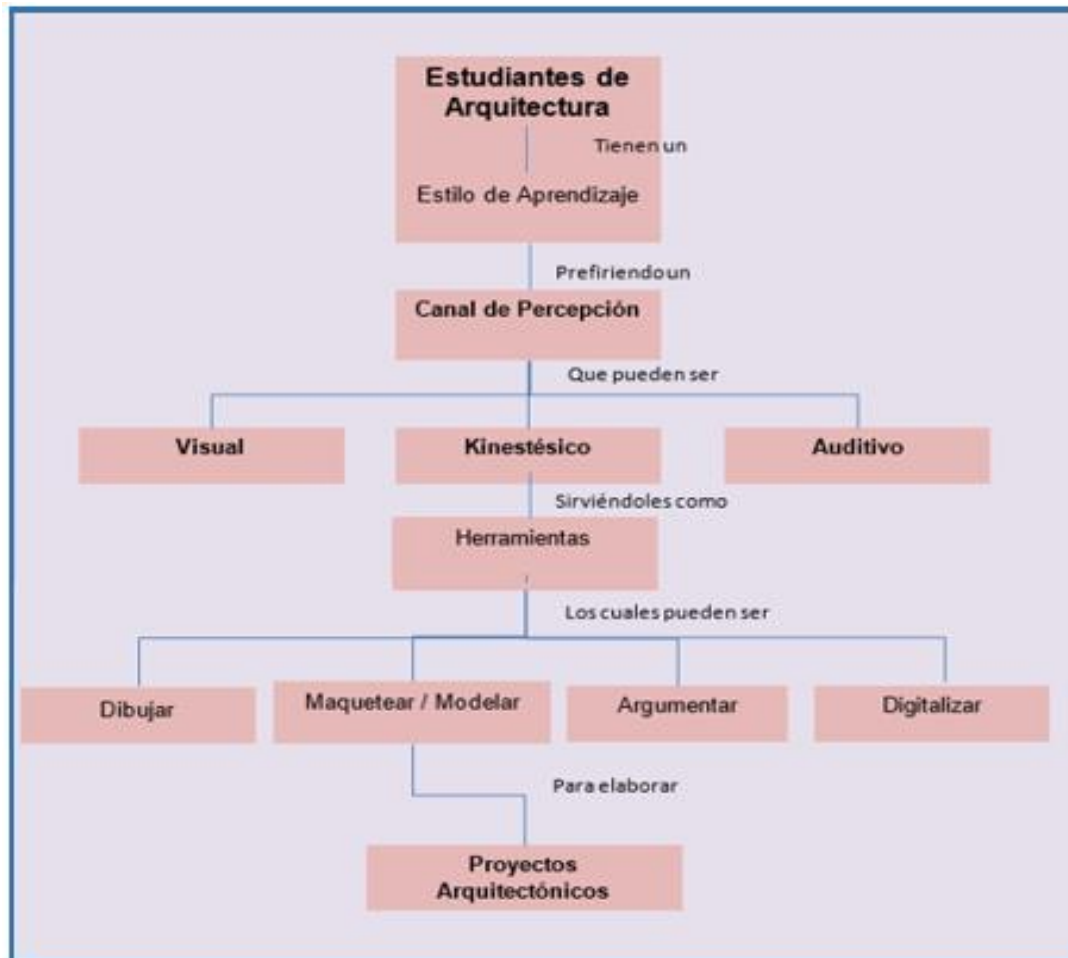 Estudiantes de
Arquitectura
Tienen un
Estilo de Aprendizaje
Prefiriendo un
Canal de Percepción
Que pueden ser
Visual
Kinestésico
Auditivo
Sirviéndoles como
Herramientas
Los cuales pueden ser
Dibujar
Maquetear / Modelar
Argumentar
Digitalizar
Para elaborar
Proyectos
Arquitectónicos